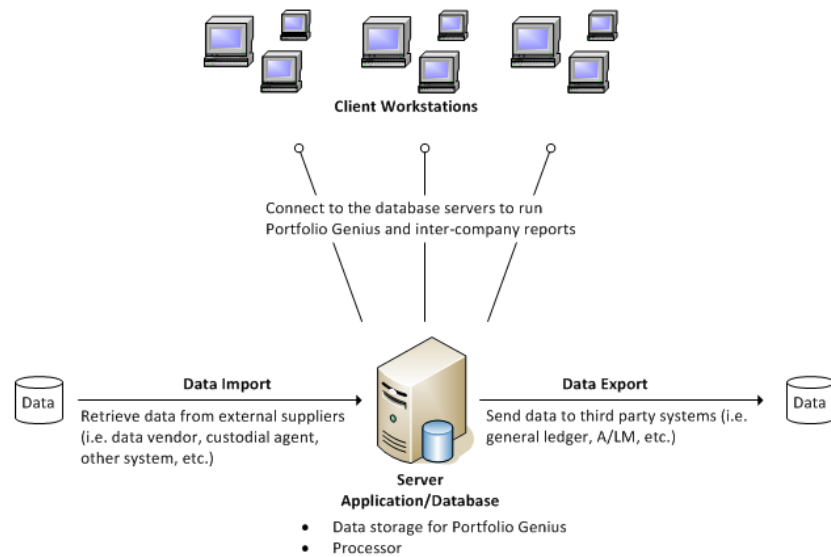 Client Workstations
Connect to the database servers to run
Portfolio Genius and inter-company reports
Data
Data Import
Retrieve data from external suppliers
(i.e. data vendor, custodial agent,
other system, etc.)
Data Export
Send data to third party systems (i.e.
general ledger, A/LM, etc.)
Data
Server
Application/Database
• Data storage for Portfolio Genius
• Processor